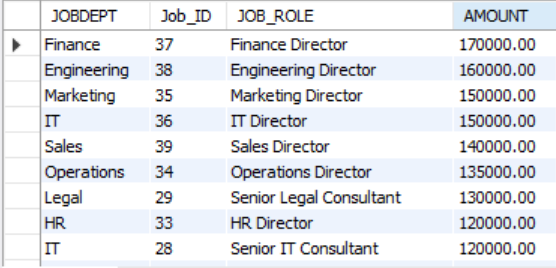 JOBDEPT Job_ID JOB_ROLE AMOUNT
Finance 37 Finance Director 170000.00
Engineering 38 Engineering Director 160000.00
Marketing 35 Marketing Director 150000.00
IT 36 IT Director 150000.00
Sales 39 Sales Director 140000.00
Operations 34 Operations Director 135000.00
Legal 29 Senior Legal Consultant 130000.00
HR 33 HR Director 120000.00
IT 28 Senior IT Consultant 120000.00